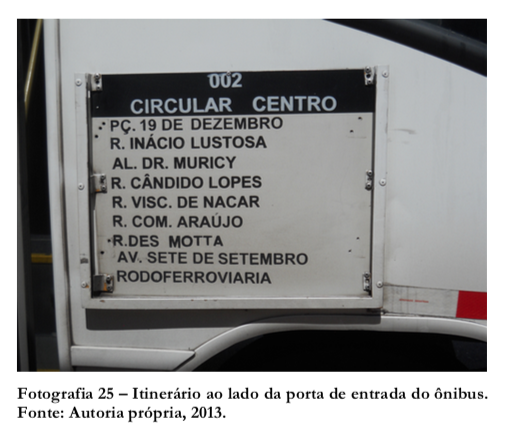 002
CIRCULAR CENTRO
PÇ. 19 DE DEZEMBRO
R. INÁCIO LUSTOSA
AL. DR. MURICY
R. CÂNDIDO LOPES
R. VISC. DE NACAR
R. COM. ARAÚJO
R.DES MOTTA
AV. SETE DE SETEMBRO
RODOFERROVIARIA
Fotografia 25 – Itinerário ao lado da porta de entrada do ônibus.
Fonte: Autoria própria, 2013.